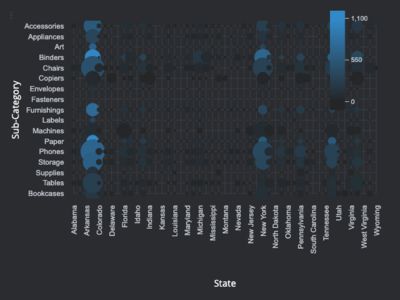 Accessories
Appliances
Art
Binders
Chairs
Copiers
Envelopes
Fasteners
Furnishings
Labels
Machines
Paper
Phones
Storage
Supplies
Tables
Bookcases
Sub-Category
1,100
550
0
Alabama
Arkansas
Colorado
Delaware
Florida
Idaho
Indiana
Kansas
Louisiana
Maryland
Michigan
Mississippi
Montana
Nevada
New Jersey
New York
North Dakota
Oklahoma
Pennsylvania
South Carolina
Tennessee
Utah
Virginia
West Virginia
Wyoming
State